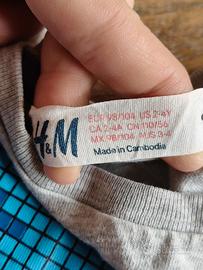 H&M
EUR 98/104 US 2-4Y
CA 2-4A CN 110/56
MX 98/104 MJS 3-4
Made in Cambodia